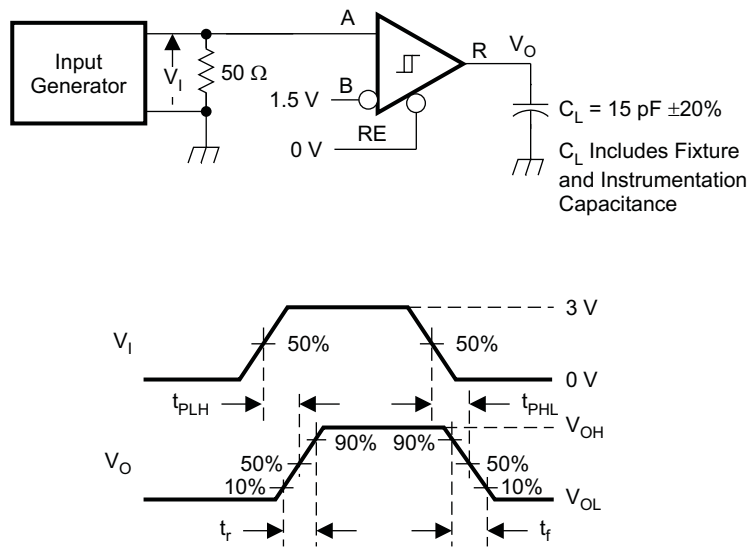 Input
Generator
V_I
50 Ω
A
B
1.5 V
0 V
RE
R
V_O
C_L = 15 pF ±20%
C_L Includes Fixture
and Instrumentation
Capacitance
V_I
50%
50%
3 V
0 V
t_PLH
t_PHL
V_O
50%
10%
90%
90%
50%
10%
V_OH
V_OL
t_r
t_f